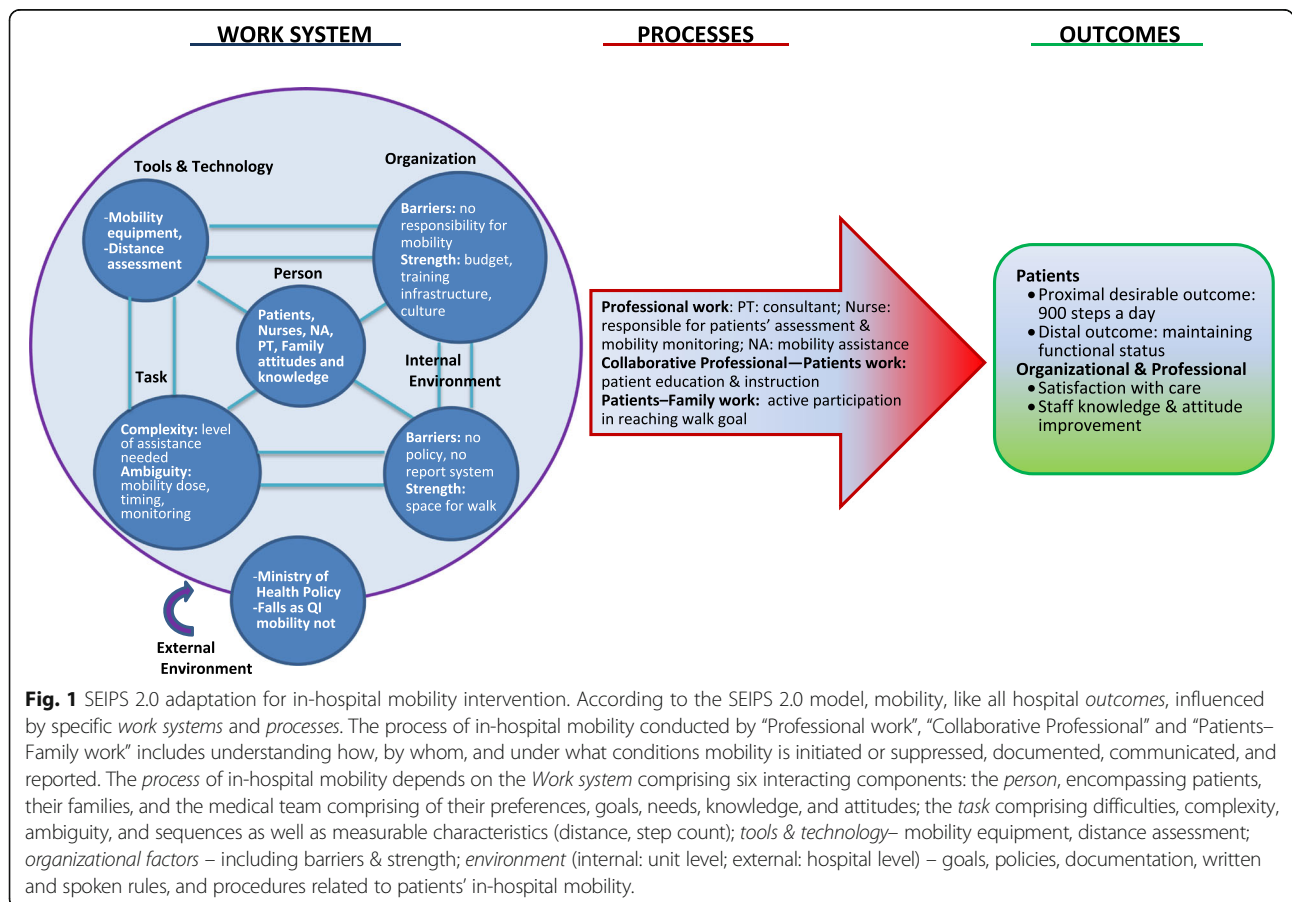 WORK SYSTEM
PROCESSES
OUTCOMES
Tools & Technology
-Mobility
equipment,
-Distance
assessment
Organization
Barriers: no
responsibility for
mobility
Strength: budget,
training
infrastructure,
culture
Person
Patients,
Nurses, NA,
PT, Family
attitudes and
knowledge
Task
Complexity: level
of assistance
needed
Ambiguity:
mobility dose,
timing,
monitoring
Internal
Environment
Barriers: no
policy, no
report system
Strength:
space for walk
-Ministry of
Health Policy
-Falls as QI
mobility not
External
Environment
Professional work: PT: consultant; Nurse:
responsible for patients' assessment &
mobility monitoring; NA: mobility assistance
Collaborative Professional—Patients work:
patient education & instruction
Patients–Family work: active participation
in reaching walk goal
Patients
• Proximal desirable outcome:
900 steps a day
• Distal outcome: maintaining
functional status
Organizational & Professional
• Satisfaction with care
• Staff knowledge & attitude
improvement
Fig. 1 SEIPS 2.0 adaptation for in-hospital mobility intervention. According to the SEIPS 2.0 model, mobility, like all hospital outcomes, influenced
by specific work systems and processes. The process of in-hospital mobility conducted by “Professional work”, “Collaborative Professional” and “Patients–
Family work” includes understanding how, by whom, and under what conditions mobility is initiated or suppressed, documented, communicated, and
reported. The process of in-hospital mobility depends on the Work system comprising six interacting components: the person, encompassing patients,
their families, and the medical team comprising of their preferences, goals, needs, knowledge, and attitudes; the task comprising difficulties, complexity,
ambiguity, and sequences as well as measurable characteristics (distance, step count); tools & technology– mobility equipment, distance assessment;
organizational factors – including barriers & strength; environment (internal: unit level; external: hospital level) – goals, policies, documentation, written
and spoken rules, and procedures related to patients’ in-hospital mobility.